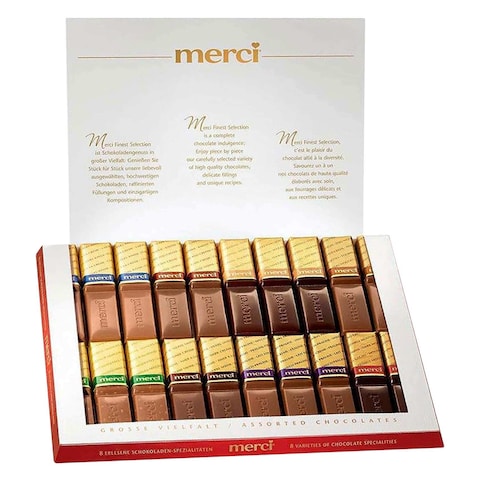 merci
Merci Finest Selection
ist Schokoladengenuss in
großer Vielfalt: Genießen Sie
Stück für Stück unsere liebevoll
ausgewählten, hochwertigen
Schokoladen, raffinierten
Füllungen und einzigartigen
Kompositionen.
Merci Finest Selection
is a complete
chocolate indulgence:
Enjoy piece by piece
our carefully selected variety
of high quality chocolates,
delicate fillings
and unique recipes.
Merci Finest Selection,
c'est le plaisir du
chocolat allié à la diversité.
Savourez un à un
nos chocolats de haute qualité
élaborés avec soin,
aux fourrages délicats et
aux recettes uniques.
merci merci merci merci merci
merci merci merci merci merci merci merci
merci merci merci merci merci merci merci merci
GROSSE VIELFALT / ASSORTED CHOCOLATES
8 ERLESENE SCHOKOLADEN-SPEZIALITÄTEN merci 8 VARIETIES OF CHOCOLATE SPECIALITIES